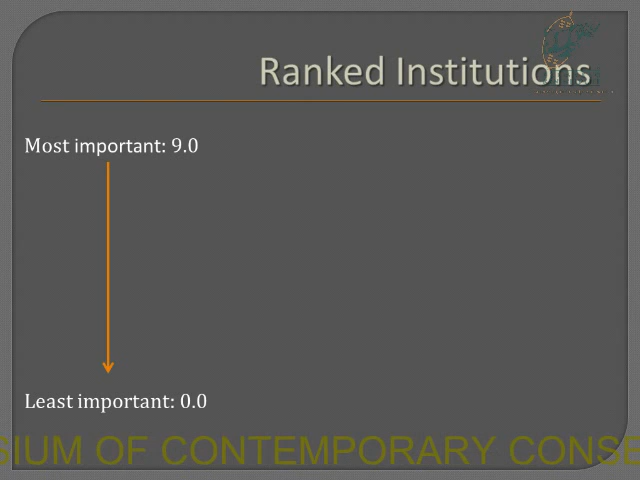 Ranked Institutions
Most important: 9.0
Least important: 0.0
SIUM OF CONTEMPORARY CONSE